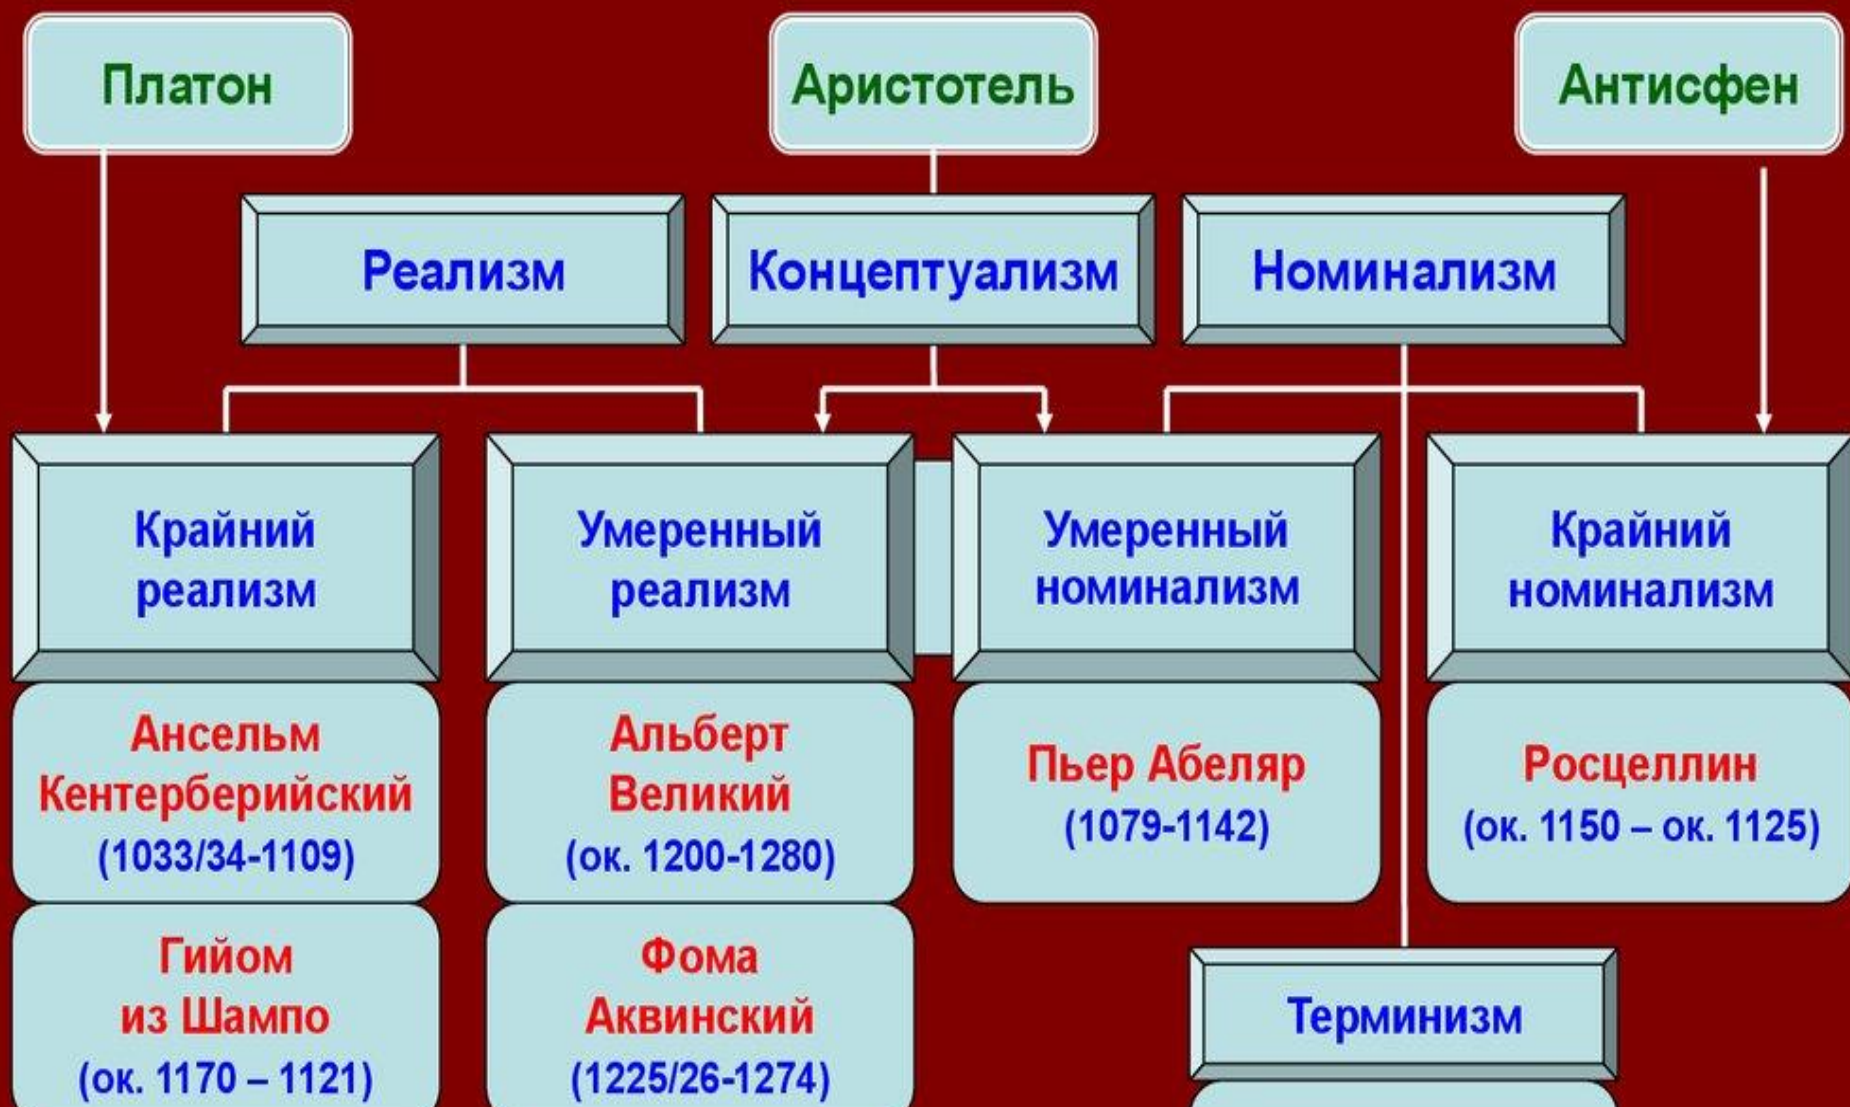 Платон
Аристотель
Антисфен
Реализм
Концептуализм
Номинализм
Крайний
реализм
Умеренный
реализм
Умеренный
номинализм
Крайний
номинализм
Ансельм
Кентерберийский
(1033/34-1109)
Альберт
Великий
(ок. 1200-1280)
Пьер Абеляр
(1079-1142)
Росцеллин
(ок. 1150 – ок. 1125)
Гийом
из Шампо
(ок. 1170 – 1121)
Фома
Аквинский
(1225/26-1274)
Терминизм